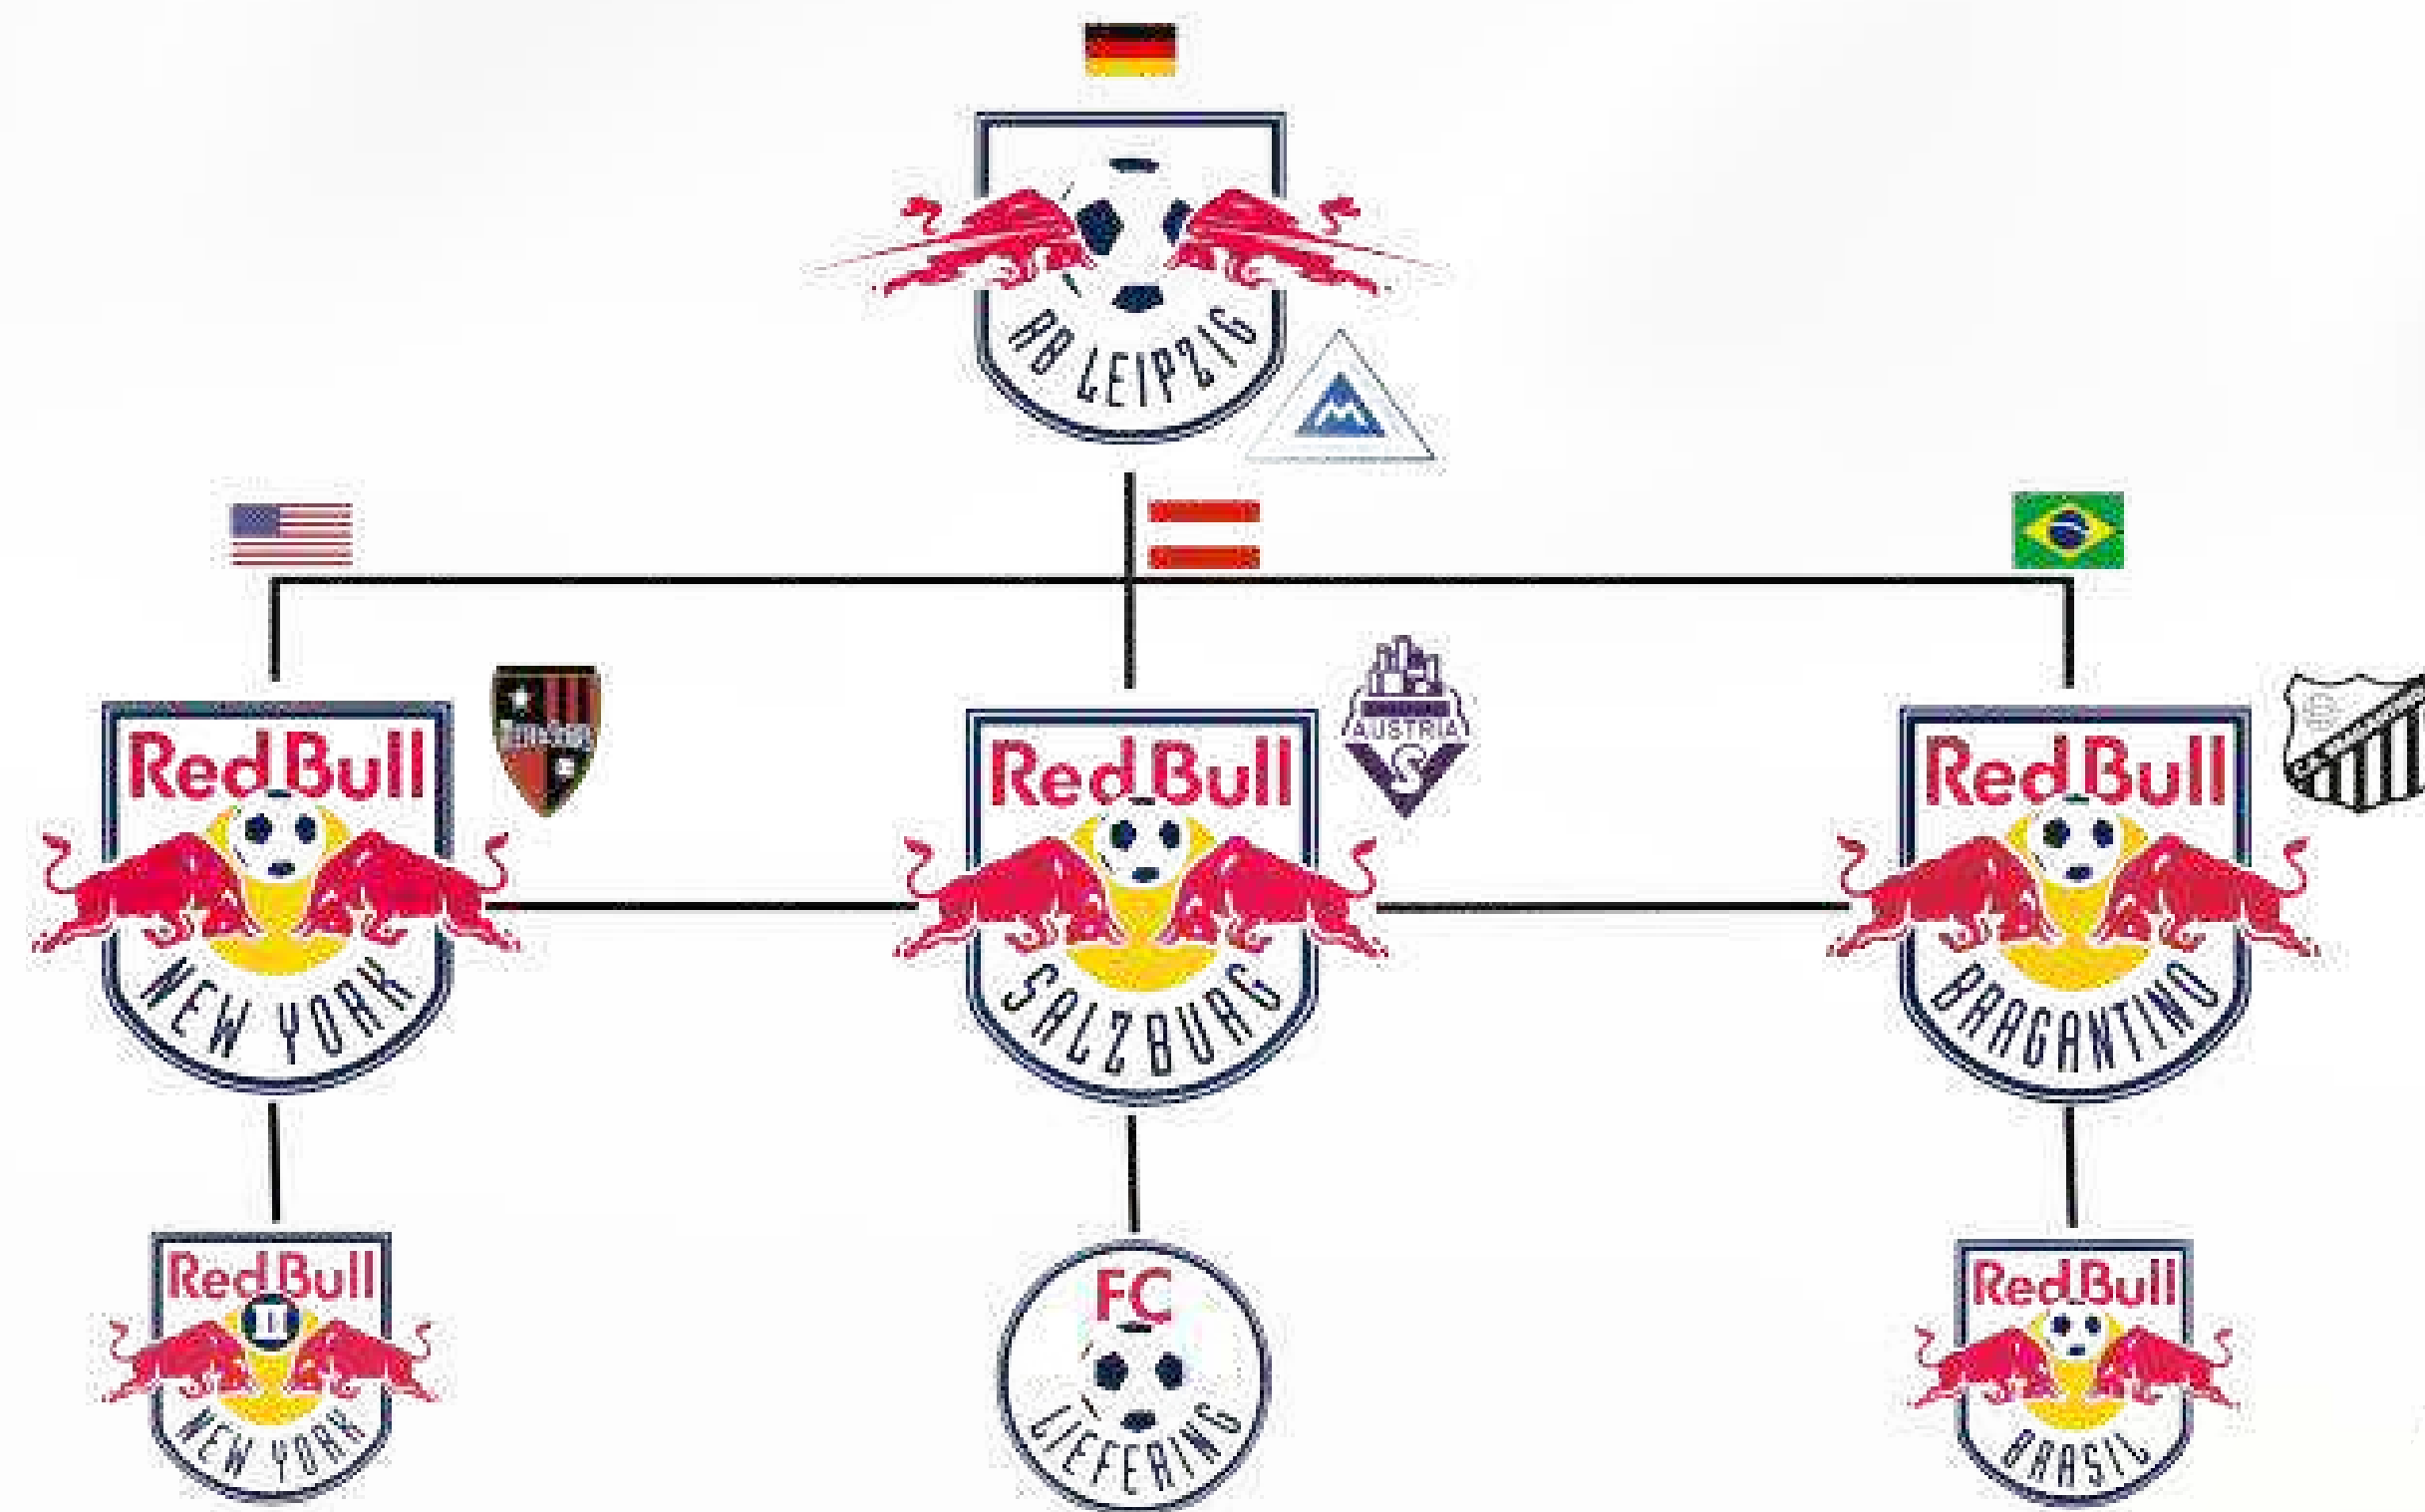 RB LEIPZIG
Red Bull
NEW YORK
AUSTRIA
S
Red Bull
SALZBURG
Red Bull
BRAGANTINO
Red Bull
II
NEW YORK
FC
LIEFERING
Red Bull
BRASIL